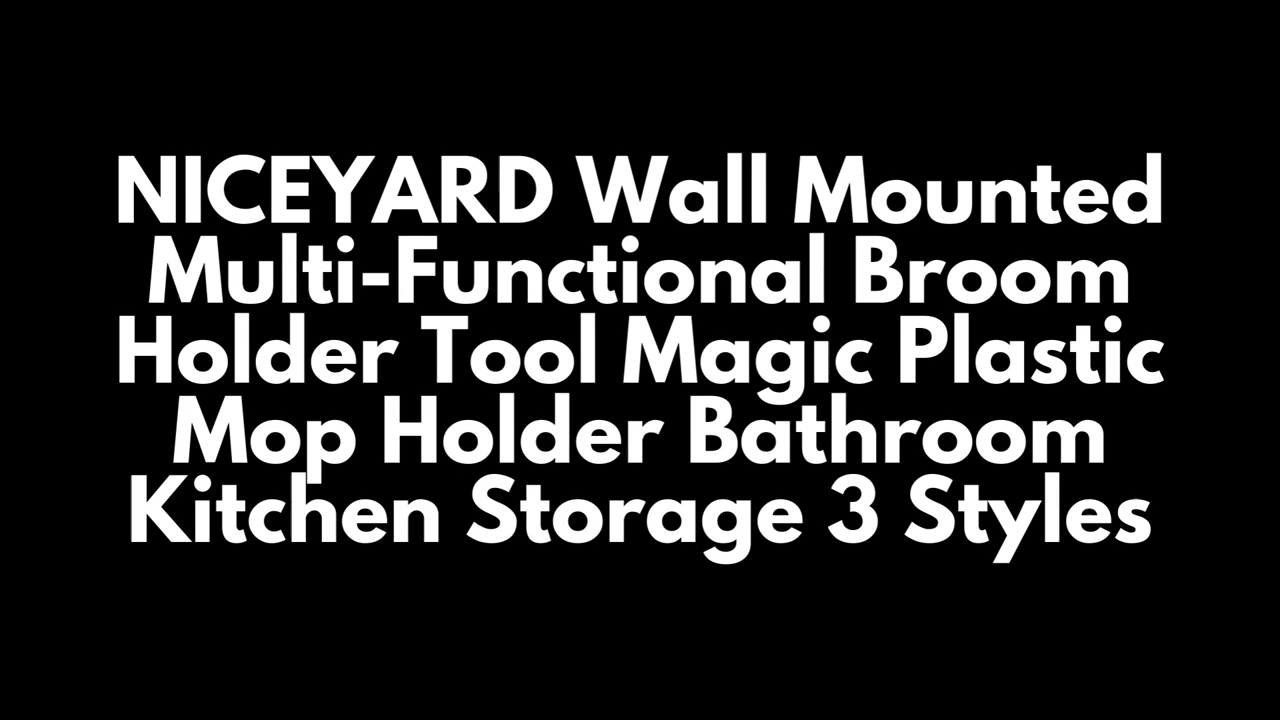 NICEYARD Wall Mounted
Multi-Functional Broom
Holder Tool Magic Plastic
Mop Holder Bathroom
Kitchen Storage 3 Styles